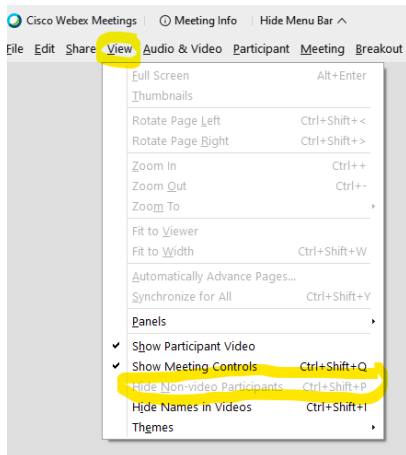 Cisco Webex Meetings Meeting Info Hide Menu Bar
File Edit Share View Audio & Video Participant Meeting Breakout
Full Screen Alt+Enter
Thumbnails
Rotate Page Left Ctrl+Shift+<
Rotate Page Right Ctrl+Shift+>
Zoom In Ctrl++
Zoom Out Ctrl+-
Zoom To
Fit to Viewer
Fit to Width Ctrl+Shift+W
Automatically Advance Pages...
Synchronize for All Ctrl+Shift+Y
Panels
Show Participant Video
Show Meeting Controls Ctrl+Shift+Q
Hide Non-video Participants Ctrl+Shift+P
Hide Names in Videos Ctrl+Shift+I
Themes